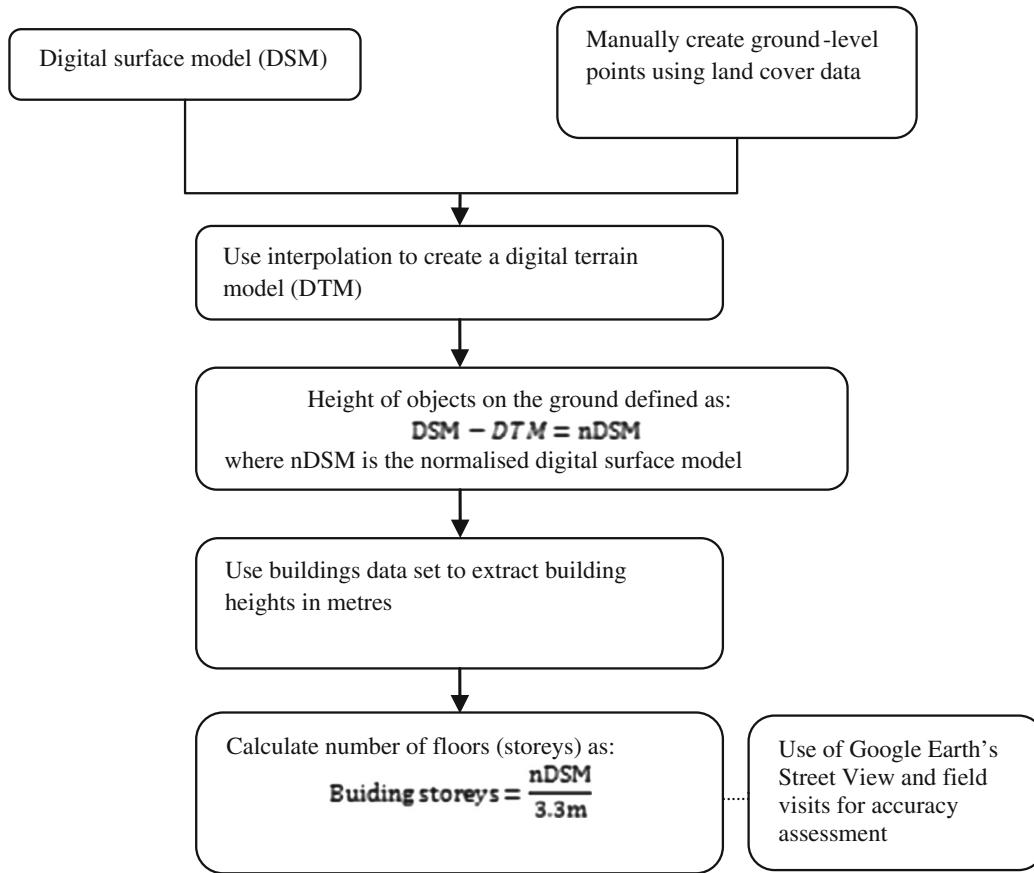 Digital surface model (DSM)
Manually create ground-level
points using land cover data
Use interpolation to create a digital terrain
model (DTM)
Height of objects on the ground defined as:
DSM − DTM = nDSM
where nDSM is the normalised digital surface model
Use buildings data set to extract building
heights in metres
Calculate number of floors (storeys) as:
Buiding storeys = nDSM
3.3m
Use of Google Earth's
Street View and field
visits for accuracy
assessment